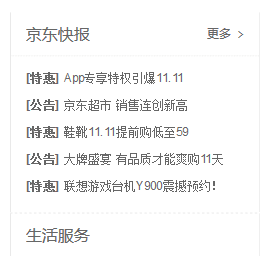 京东快报
更多 >
[特惠] App专享特权引爆11.11
[公告] 京东超市 销售连创新高
[特惠] 鞋靴11.11提前购低至59
[公告] 大牌盛宴 有品质才能爽购11天
[特惠] 联想游戏台机Y900震撼预约！
生活服务